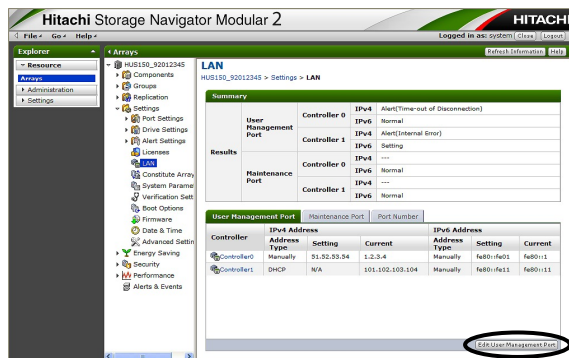 Hitachi Storage Navigator Modular 2
HITACHI
File Go Help
Logged in as: system Close Logout
Explorer
Arrays
Refresh Information Help
Resource
Arrays
Administration
Settings
HUS150_92012345
Components
Groups
Replication
Settings
Port Settings
Drive Settings
Alert Settings
Licenses
LAN
Constitute Array
System Parame
Verification Sett
Boot Options
Firmware
Date & Time
Advanced Settin
Energy Saving
Security
Performance
Alerts & Events
LAN
HUS150_92012345 > Settings > LAN
Summary
Results
User Management Port
Controller 0
IPv4 Alert(Time-out of Disconnection)
IPv6 Normal
Controller 1
IPv4 Alert(Internal Error)
IPv6 Setting
Maintenance Port
Controller 0
IPv4 ---
IPv6 Normal
Controller 1
IPv4 ---
IPv6 Normal
User Management Port Maintenance Port Port Number
Controller IPv4 Address IPv6 Address
Address Type Setting Current Address Type Setting Current
Controller0 Manually 51.52.53.54 1.2.3.4 Manually fe80::fe01 fe80::1
Controller1 DHCP N/A 101.102.103.104 Manually fe80::fe11 fe80::11
Edit User Management Port